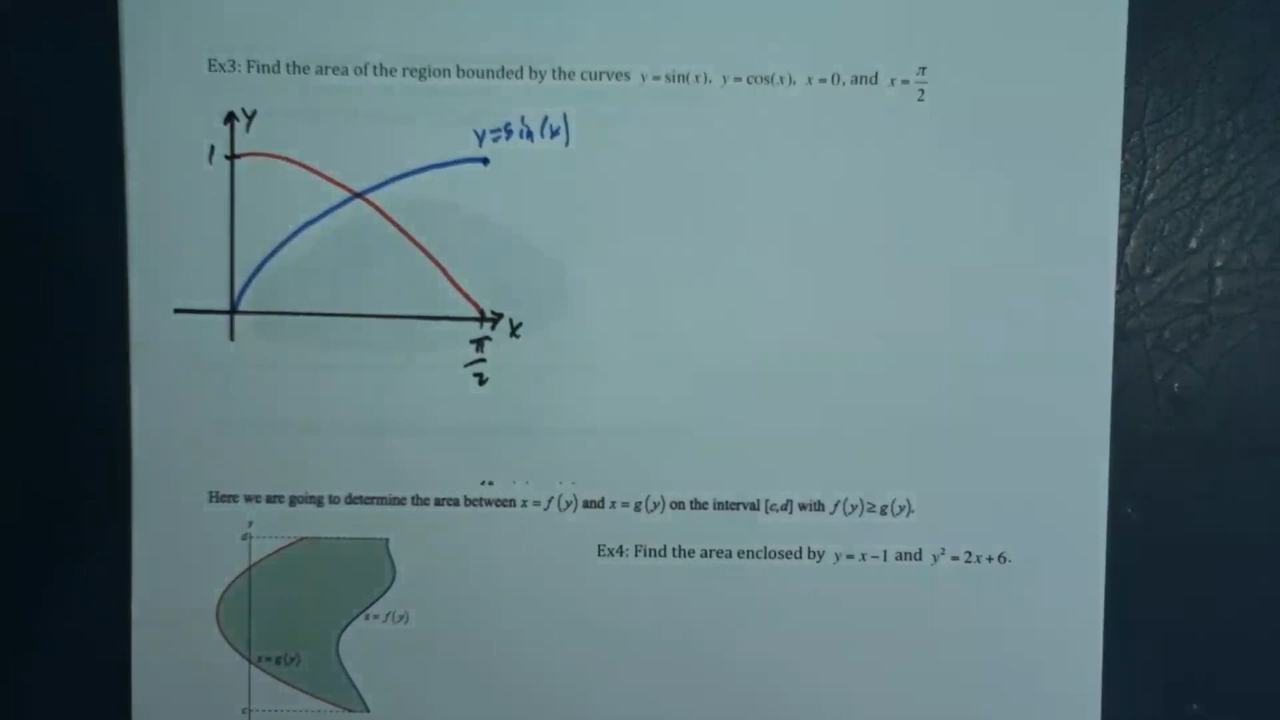 Ex3: Find the area of the region bounded by the curves y = sin(x), y = cos(x), x = 0, and x = π/2
Y
1
y=sin(x)
X
π/2
Here we are going to determine the area between x = f(y) and x = g(y) on the interval [c,d] with f(y) ≥ g(y).
y
d
Ex4: Find the area enclosed by y = x − 1 and y² = 2x + 6.
x = f(y)
x = g(y)
c